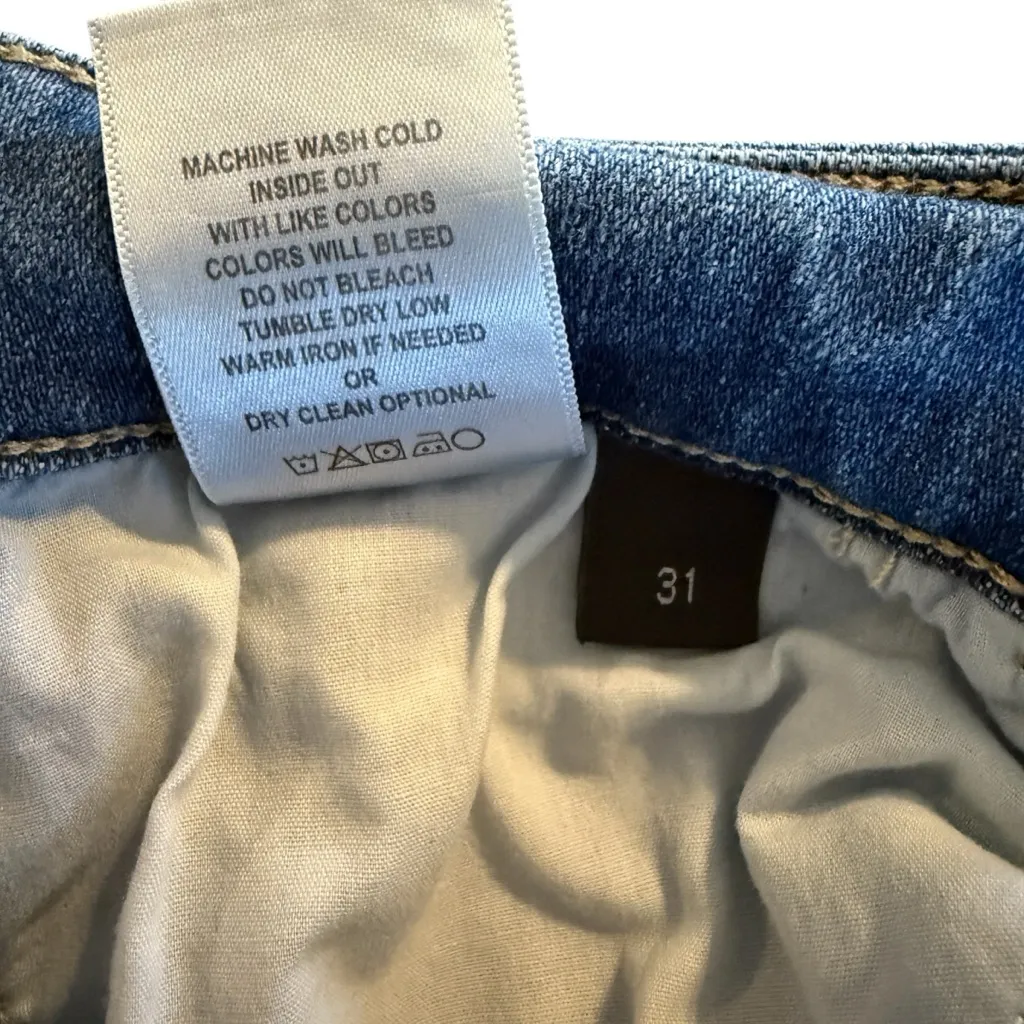 MACHINE WASH COLD
INSIDE OUT
WITH LIKE COLORS
COLORS WILL BLEED
DO NOT BLEACH
TUMBLE DRY LOW
WARM IRON IF NEEDED
OR
DRY CLEAN OPTIONAL
31